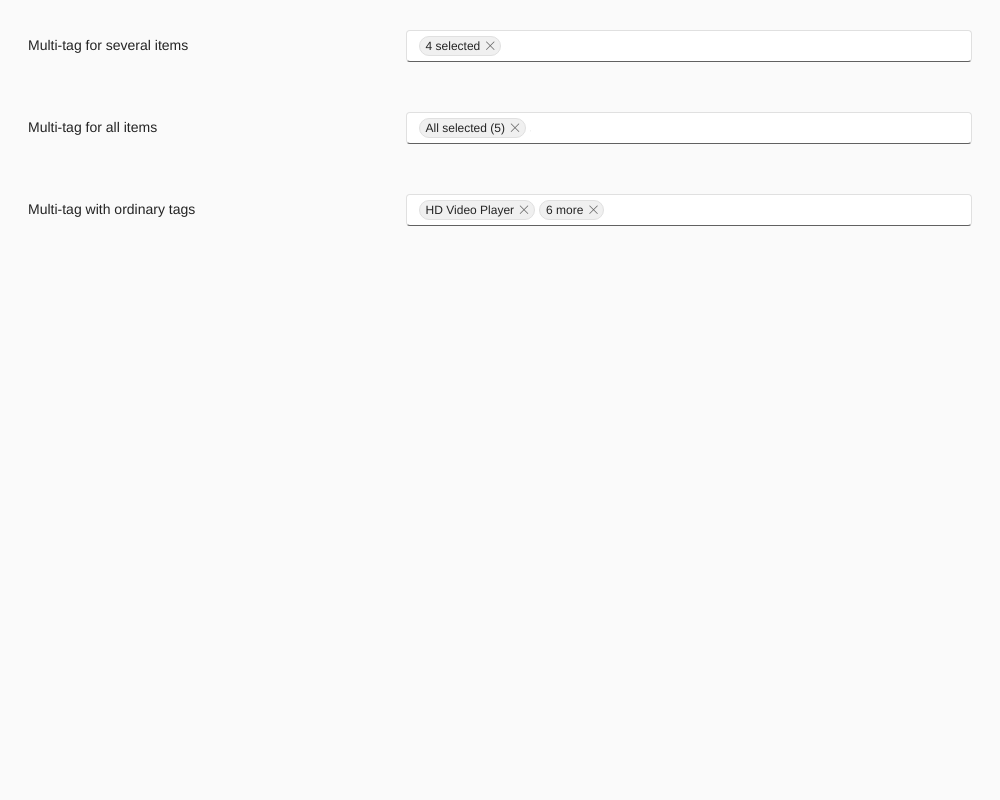 Multi-tag for several items
4 selected
Multi-tag for all items
All selected (5)
Multi-tag with ordinary tags
HD Video Player 6 more